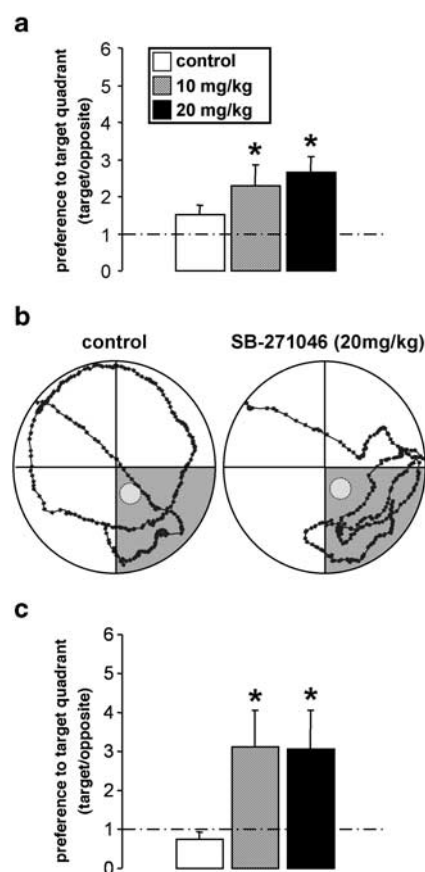 a
preference to target quadrant
(target/opposite)
6
5
4
3
2
1
0
control
10 mg/kg
20 mg/kg
*
*
b
control
SB-271046 (20mg/kg)
c
preference to target quadrant
(target/opposite)
6
5
4
3
2
1
0
*
*